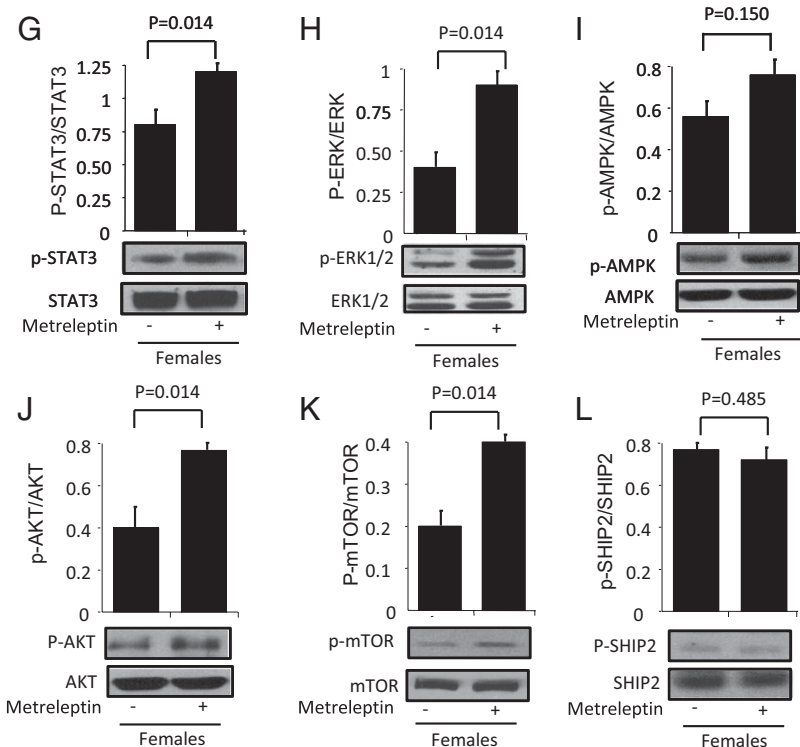 G
P=0.014
P-STAT3/STAT3
1.25
1
0.75
0.50
0.25
0
p-STAT3
STAT3
Metreleptin - +
Females
H
P=0.014
P-ERK/ERK
1
0.75
0.50
0.25
0
p-ERK1/2
ERK1/2
Metreleptin - +
Females
I
P=0.150
p-AMPK/AMPK
0.8
0.6
0.4
0.2
0
p-AMPK
AMPK
Metreleptin - +
Females
J
P=0.014
p-AKT/AKT
0.8
0.6
0.4
0.2
0
P-AKT
AKT
Metreleptin - +
Females
K
P=0.014
P-mTOR/mTOR
0.4
0.3
0.2
0.1
0
p-mTOR
mTOR
Metreleptin - +
Females
L
P=0.485
p-SHIP2/SHIP2
0.8
0.6
0.4
0.2
0
P-SHIP2
SHIP2
Metreleptin - +
Females